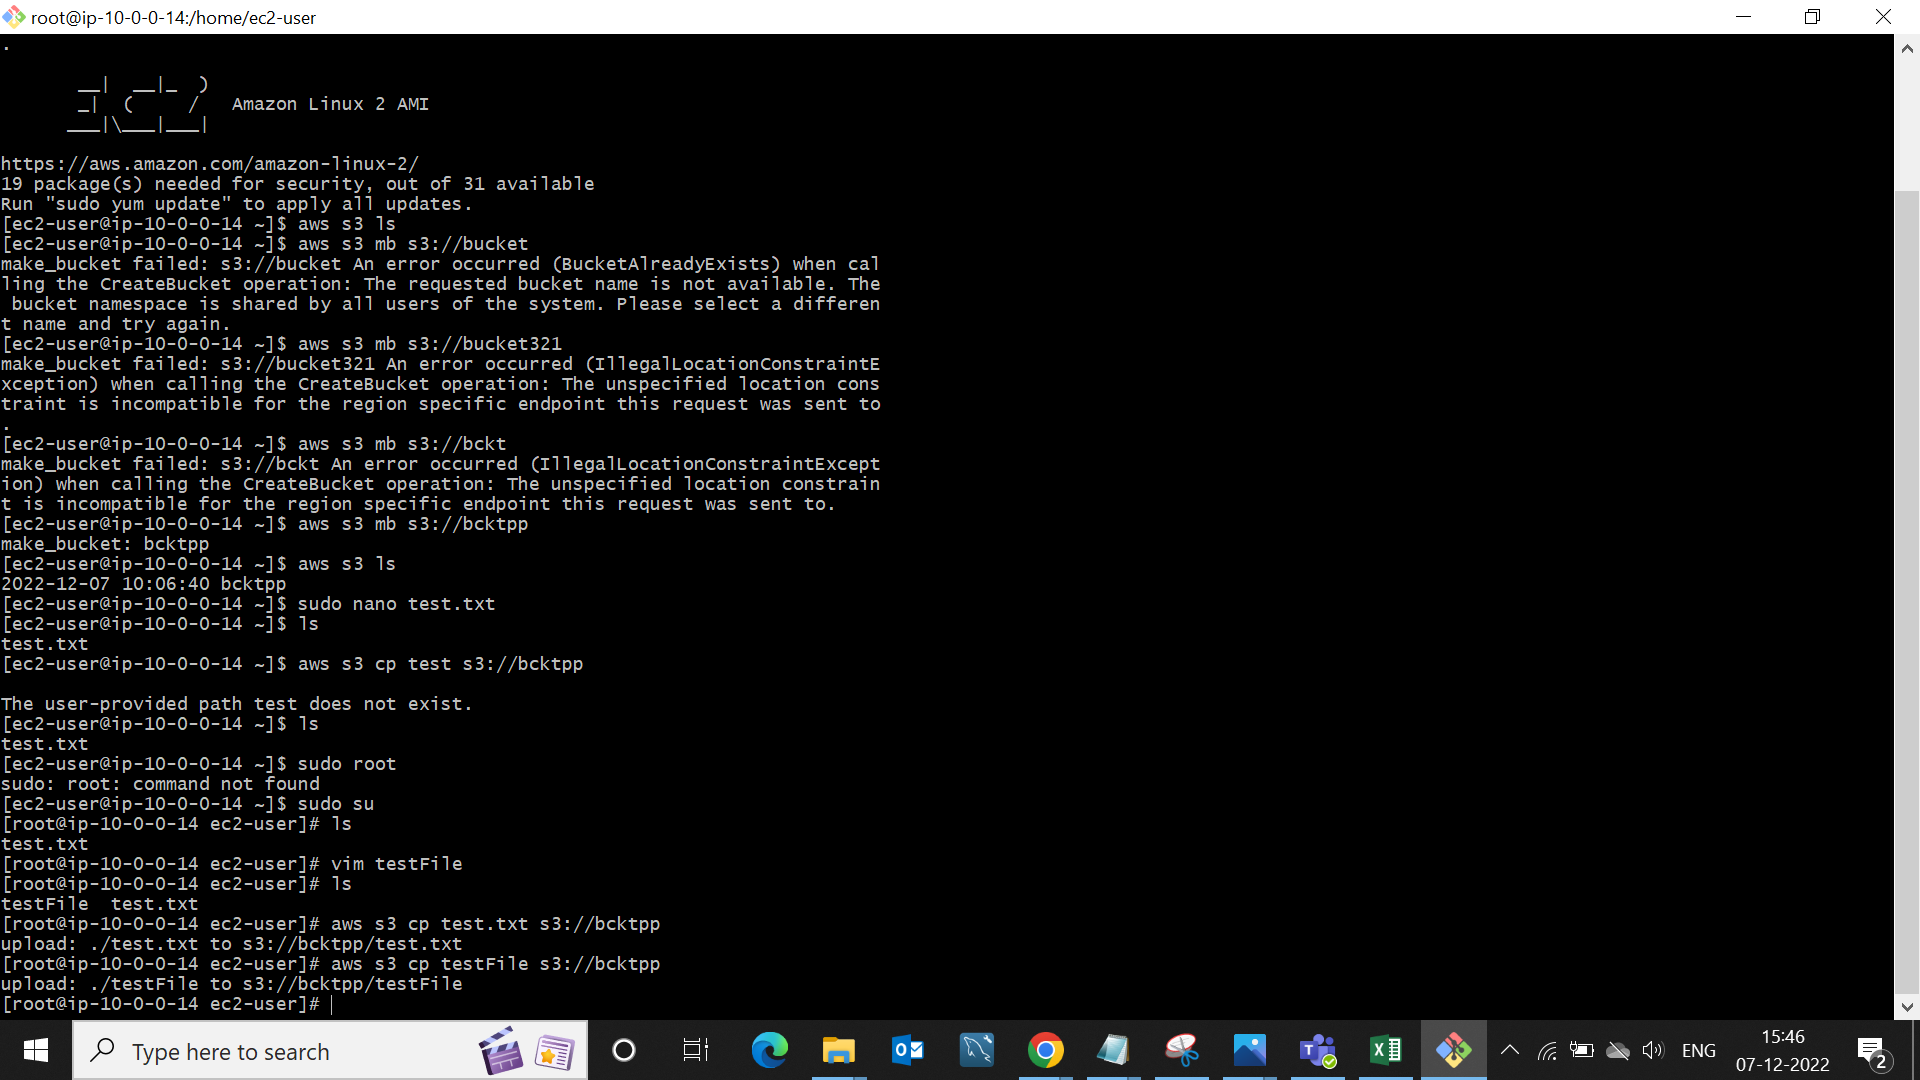 root@ip-10-0-0-14:/home/ec2-user
.
__|  __|_  )
_|  (     /   Amazon Linux 2 AMI
___|\___|___|
https://aws.amazon.com/amazon-linux-2/
19 package(s) needed for security, out of 31 available
Run "sudo yum update" to apply all updates.
[ec2-user@ip-10-0-0-14 ~]$ aws s3 ls
[ec2-user@ip-10-0-0-14 ~]$ aws s3 mb s3://bucket
make_bucket failed: s3://bucket An error occurred (BucketAlreadyExists) when cal
ling the CreateBucket operation: The requested bucket name is not available. The
 bucket namespace is shared by all users of the system. Please select a differen
t name and try again.
[ec2-user@ip-10-0-0-14 ~]$ aws s3 mb s3://bucket321
make_bucket failed: s3://bucket321 An error occurred (IllegalLocationConstraintE
xception) when calling the CreateBucket operation: The unspecified location cons
traint is incompatible for the region specific endpoint this request was sent to
.
[ec2-user@ip-10-0-0-14 ~]$ aws s3 mb s3://bckt
make_bucket failed: s3://bckt An error occurred (IllegalLocationConstraintExcept
ion) when calling the CreateBucket operation: The unspecified location constrain
t is incompatible for the region specific endpoint this request was sent to.
[ec2-user@ip-10-0-0-14 ~]$ aws s3 mb s3://bcktpp
make_bucket: bcktpp
[ec2-user@ip-10-0-0-14 ~]$ aws s3 ls
2022-12-07 10:06:40 bcktpp
[ec2-user@ip-10-0-0-14 ~]$ sudo nano test.txt
[ec2-user@ip-10-0-0-14 ~]$ ls
test.txt
[ec2-user@ip-10-0-0-14 ~]$ aws s3 cp test s3://bcktpp
The user-provided path test does not exist.
[ec2-user@ip-10-0-0-14 ~]$ ls
test.txt
[ec2-user@ip-10-0-0-14 ~]$ sudo root
sudo: root: command not found
[ec2-user@ip-10-0-0-14 ~]$ sudo su
[root@ip-10-0-0-14 ec2-user]# ls
test.txt
[root@ip-10-0-0-14 ec2-user]# vim testFile
[root@ip-10-0-0-14 ec2-user]# ls
testFile  test.txt
[root@ip-10-0-0-14 ec2-user]# aws s3 cp test.txt s3://bcktpp
upload: ./test.txt to s3://bcktpp/test.txt
[root@ip-10-0-0-14 ec2-user]# aws s3 cp testFile s3://bcktpp
upload: ./testFile to s3://bcktpp/testFile
[root@ip-10-0-0-14 ec2-user]#
Type here to search
ENG
15:46
07-12-2022
2